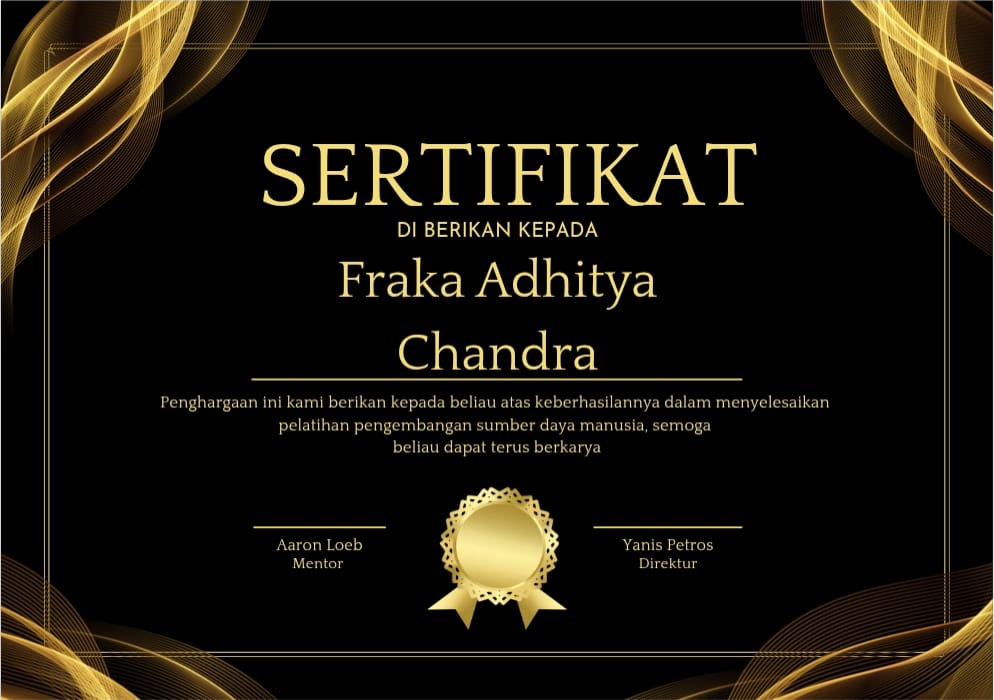 SERTIFIKAT
DI BERIKAN KEPADA
Fraka Adhitya
Chandra
Penghargaan ini kami berikan kepada beliau atas keberhasilannya dalam menyelesaikan
pelatihan pengembangan sumber daya manusia, semoga
beliau dapat terus berkarya
Aaron Loeb
Mentor
Yanis Petros
Direktur